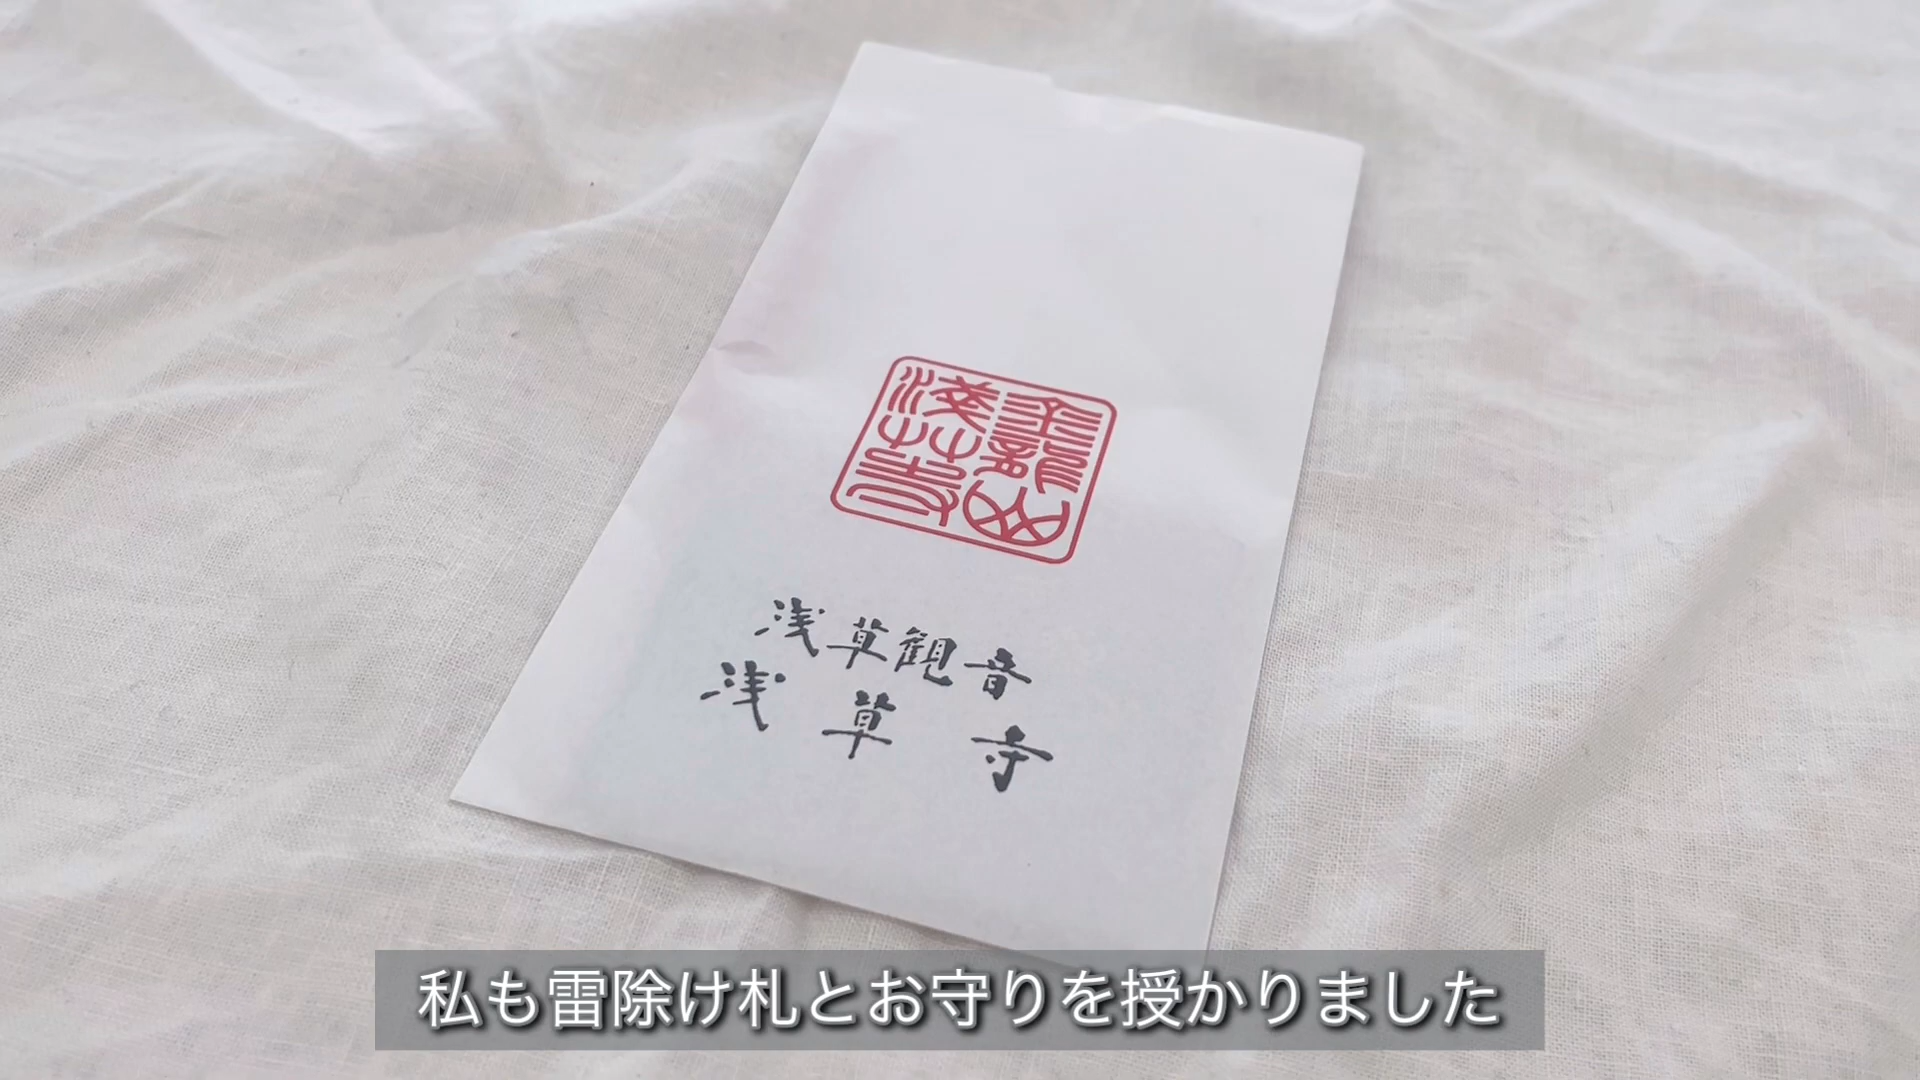 金龍山
浅草寺
浅草観音
浅草寺
私も雷除け札とお守りを授かりました